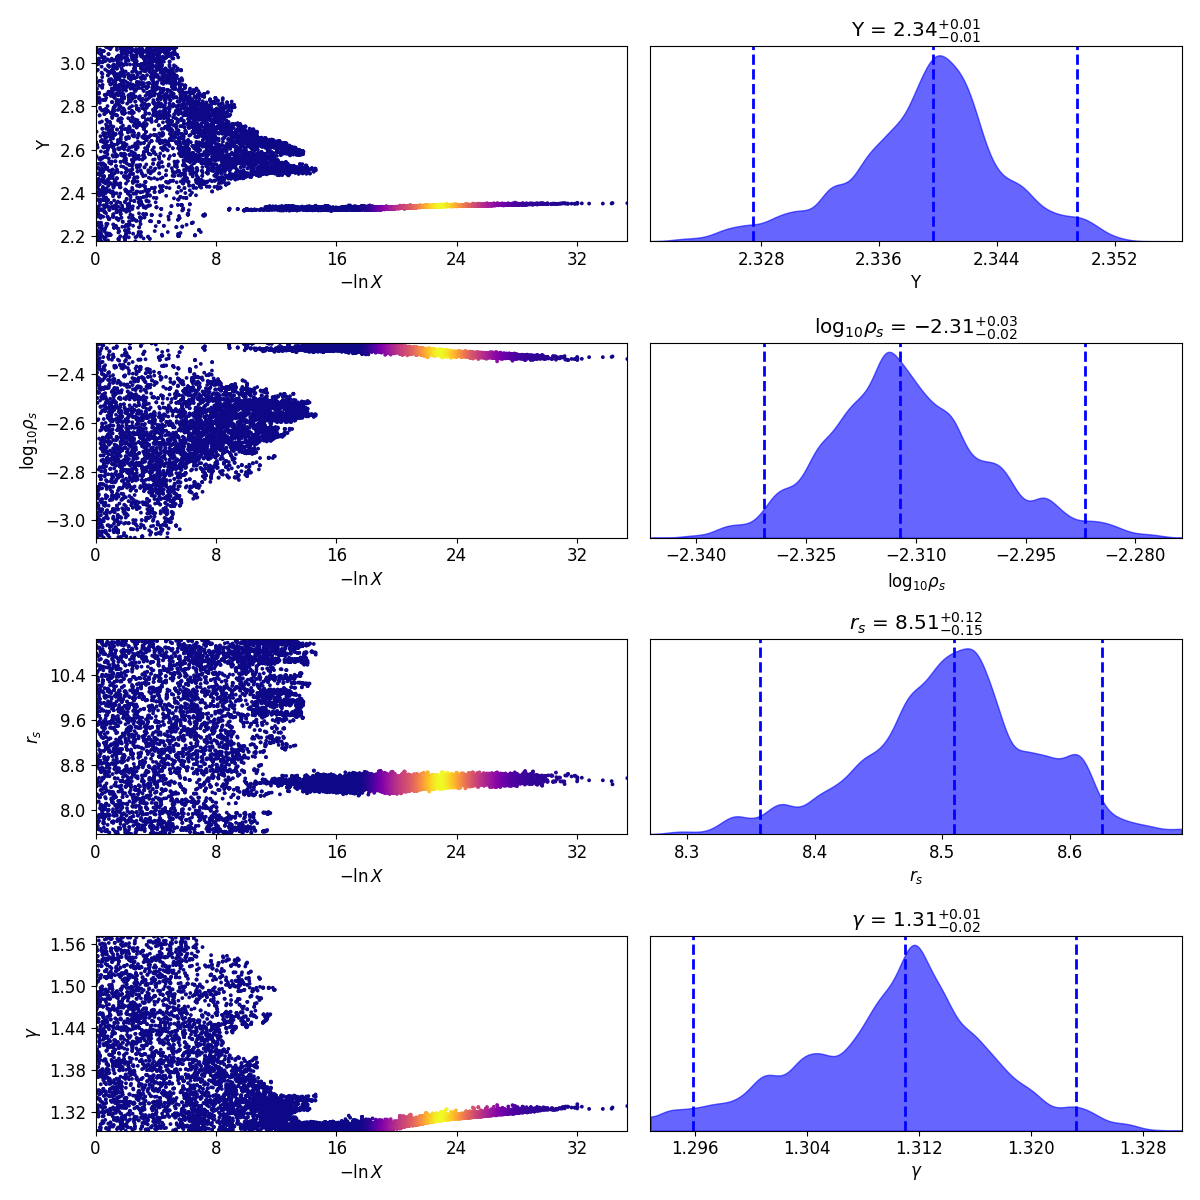 Y = 2.34+0.01−0.01
3.0
2.8
2.6
2.4
2.2
Y
0 8 16 24 32
−ln X
2.328 2.336 2.344 2.352
Y
log10ρs = −2.31+0.03−0.02
−2.4
−2.6
−2.8
−3.0
log10ρs
0 8 16 24 32
−ln X
−2.340 −2.325 −2.310 −2.295 −2.280
log10ρs
rs = 8.51+0.12−0.15
10.4
9.6
8.8
8.0
rs
0 8 16 24 32
−ln X
8.3 8.4 8.5 8.6
rs
γ = 1.31+0.01−0.02
1.56
1.50
1.44
1.38
1.32
γ
0 8 16 24 32
−ln X
1.296 1.304 1.312 1.320 1.328
γ